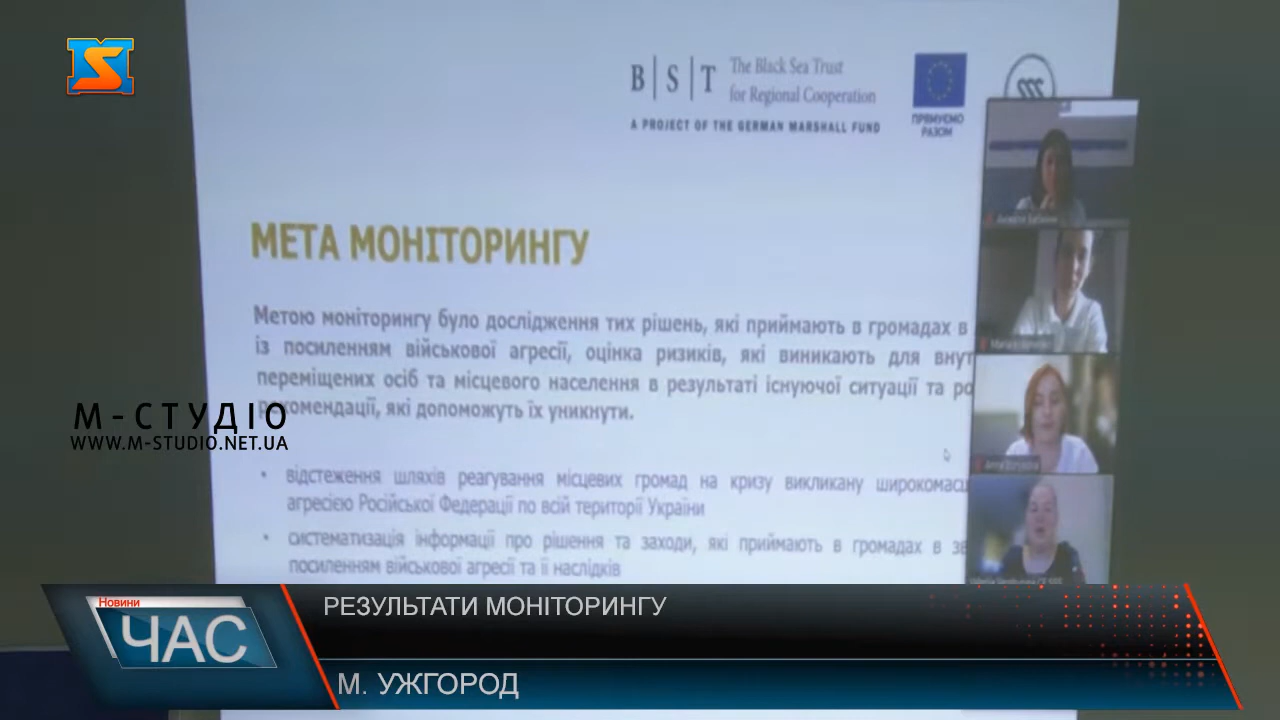 B|S|T The Black Sea Trust
for Regional Cooperation
A PROJECT OF THE GERMAN MARSHALL FUND
ПРЯМУЄМО
РАЗОМ
МЕТА МОНІТОРИНГУ
Метою моніторингу було дослідження тих рішень, які приймають в громадах в
із посиленням військової агресії, оцінка ризиків, які виникають для внут
переміщених осіб та місцевого населення в результаті існуючої ситуації та ро
рекомендації, які допоможуть їх уникнути.
• відстеження шляхів реагування місцевих громад на кризу викликану широкомасш
агресією Російської Федерації по всій території України
• систематизація інформації про рішення та заходи, які приймають в громадах в зв
посиленням військової агресії та її наслідків
М-СТУДІО
WWW.M-STUDIO.NET.UA
Новини
ЧАС
РЕЗУЛЬТАТИ МОНІТОРИНГУ
М. УЖГОРОД